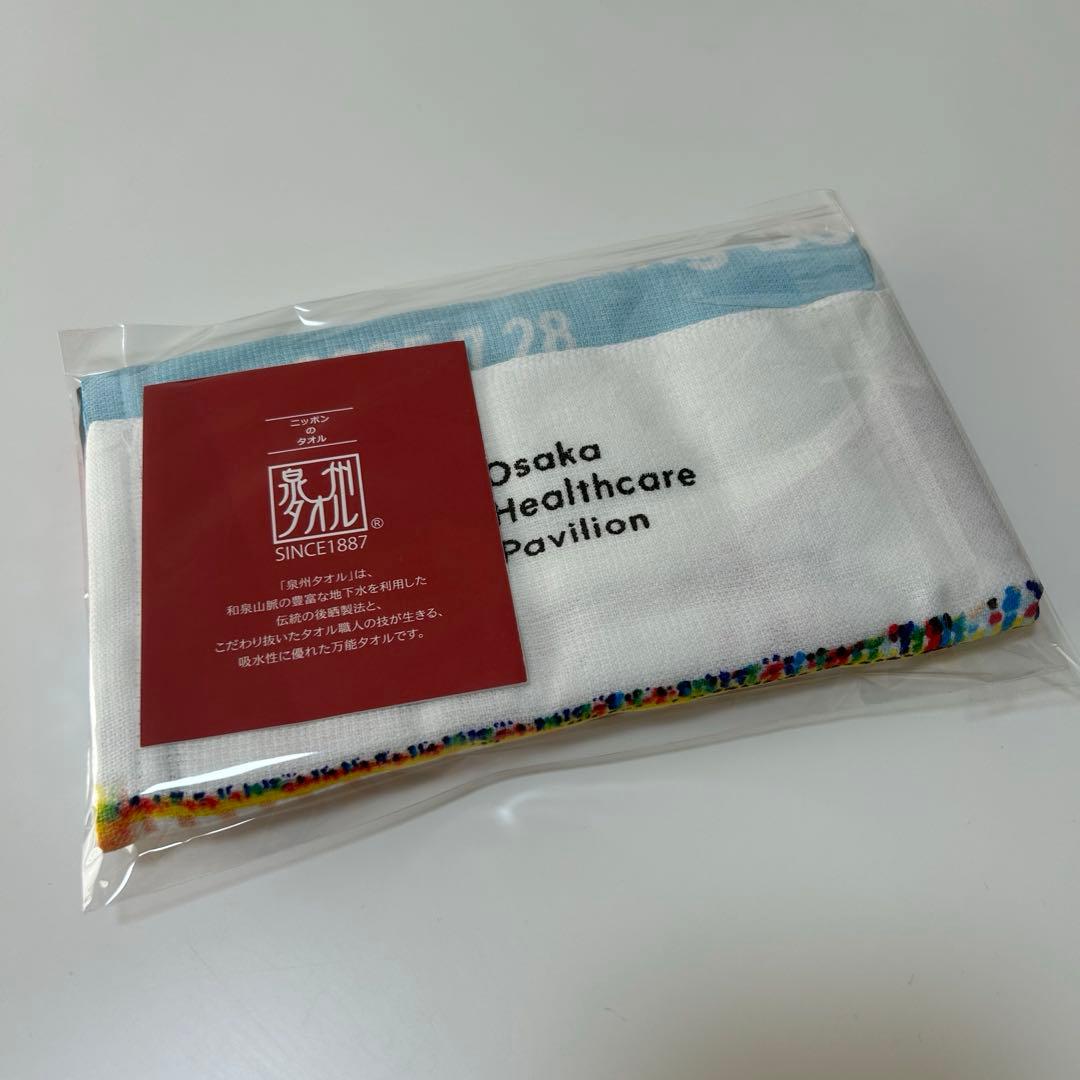 7.28
ニッポン
の
タオル
泉州
タオル®
SINCE1887
「泉州タオル」は、
和泉山脈の豊富な地下水を利用した
伝統の後晒製法と、
こだわり抜いたタオル職人の技が生きる、
吸水性に優れた万能タオルです。
Osaka
Healthcare
Pavilion